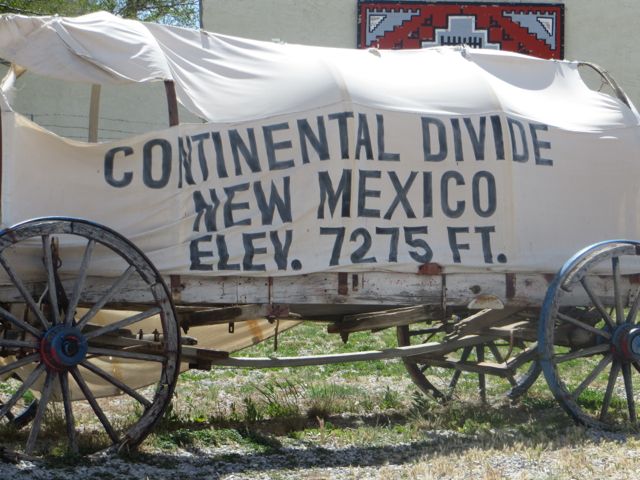 CONTINENTAL DIVIDE
NEW MEXICO
ELEV. 7275 FT.